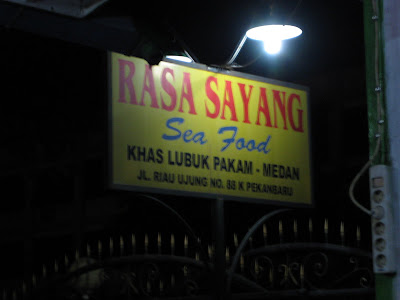 RASA SAYANG
Sea Food
KHAS LUBUK PAKAM - MEDAN
JL. RIAU UJUNG NO. 88 K PEKANBARU